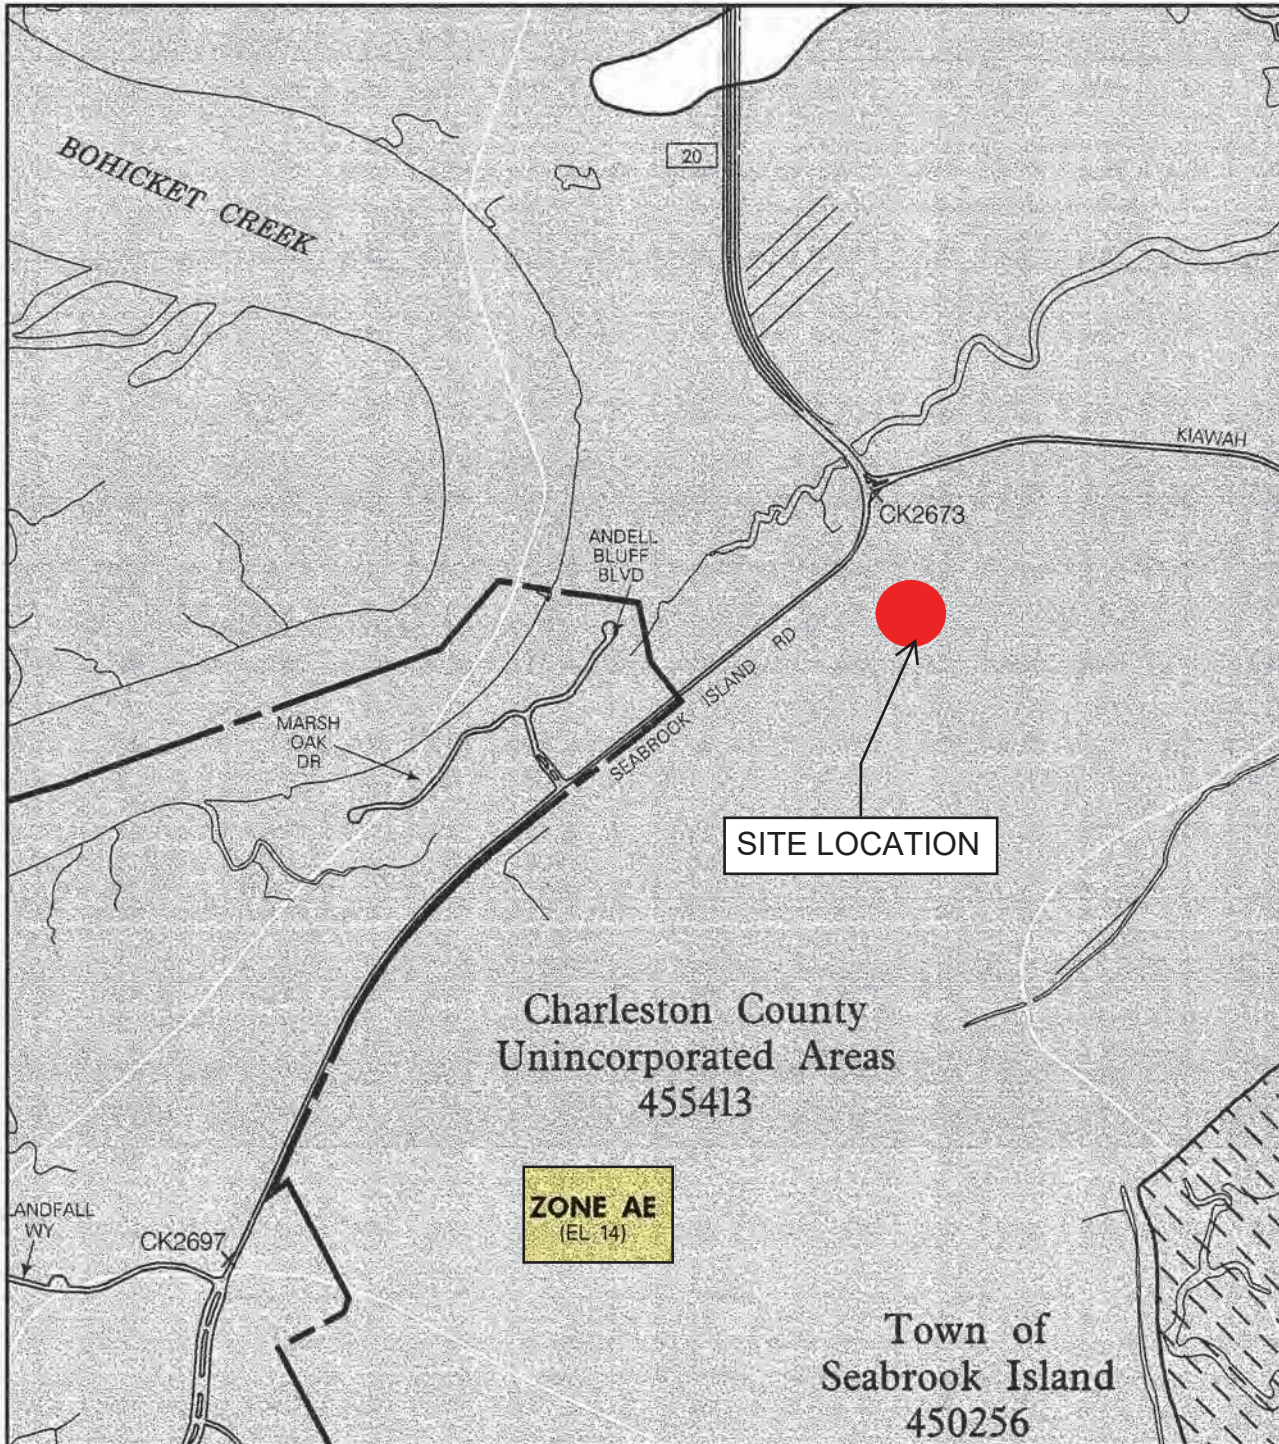 BOHICKET CREEK
20
KIAWAH
CK2673
ANDELL
BLUFF
BLVD
SEABROOK ISLAND RD
MARSH
OAK
DR
SITE LOCATION
Charleston County
Unincorporated Areas
455413
ZONE AE
(EL 14)
LANDFALL
WY
CK2697
Town of
Seabrook Island
450256